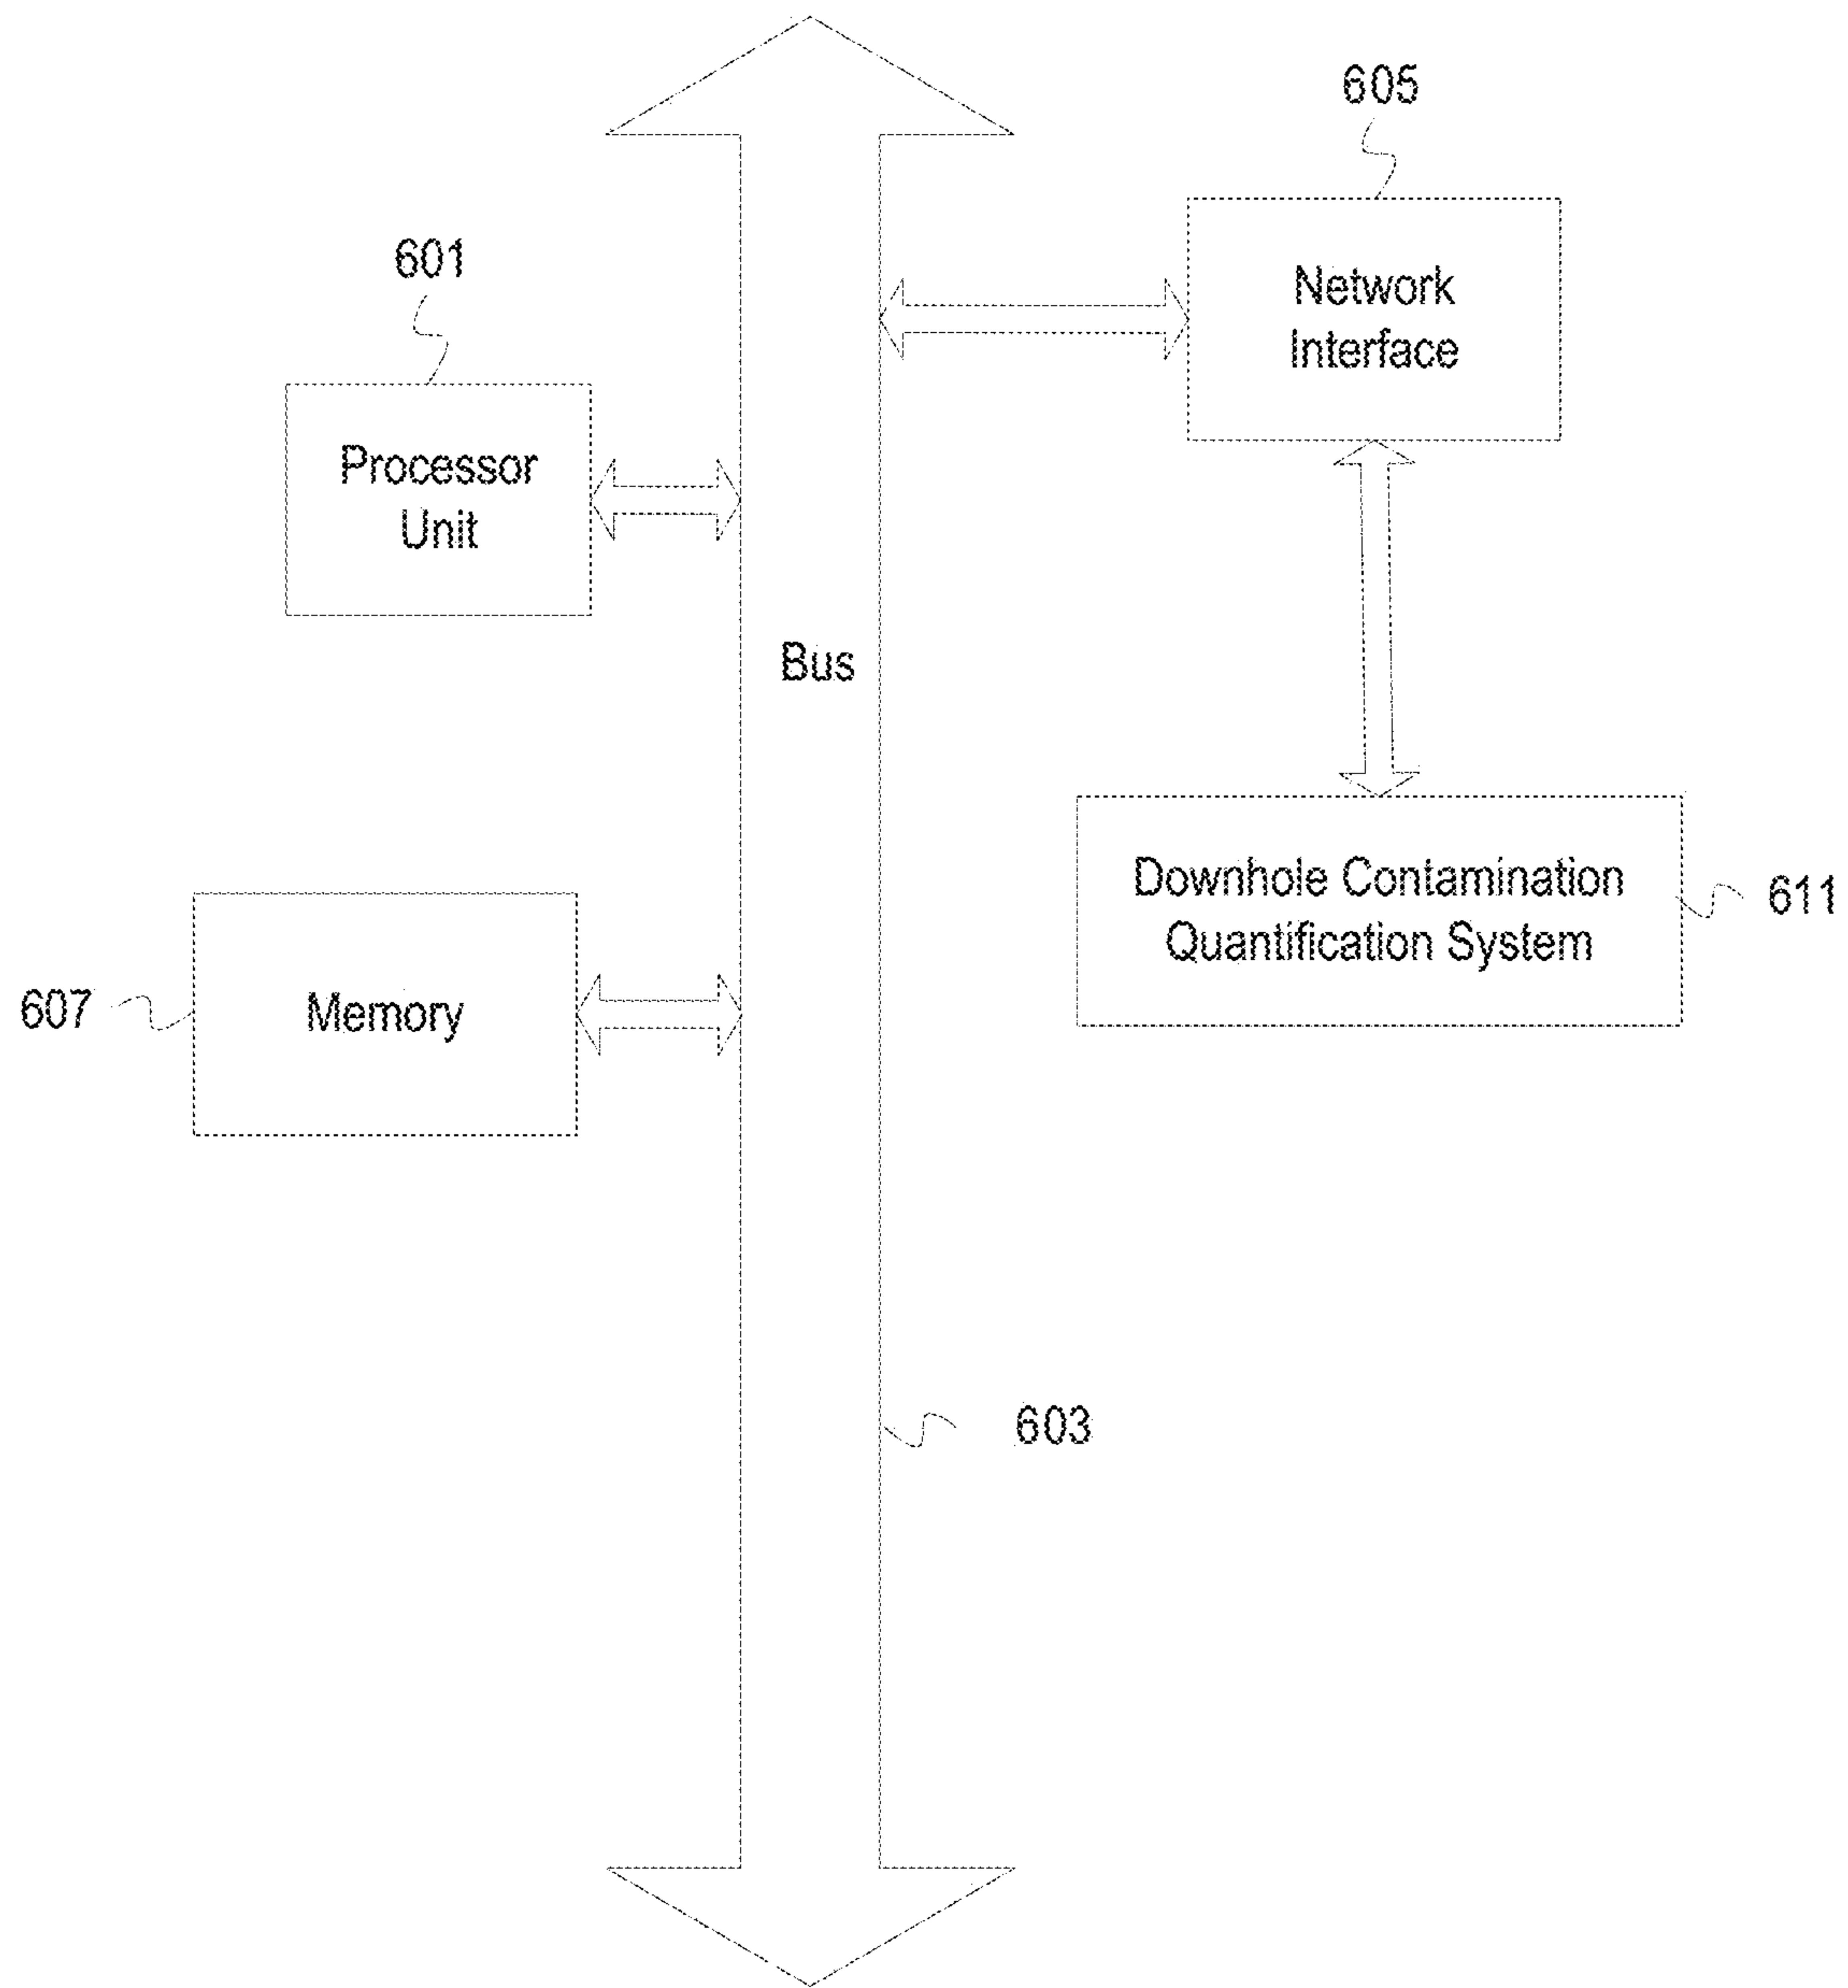 605
601
Network
Interface
Processor
Unit
Bus
Downhole Contamination
Quantification System
611
607
Memory
603